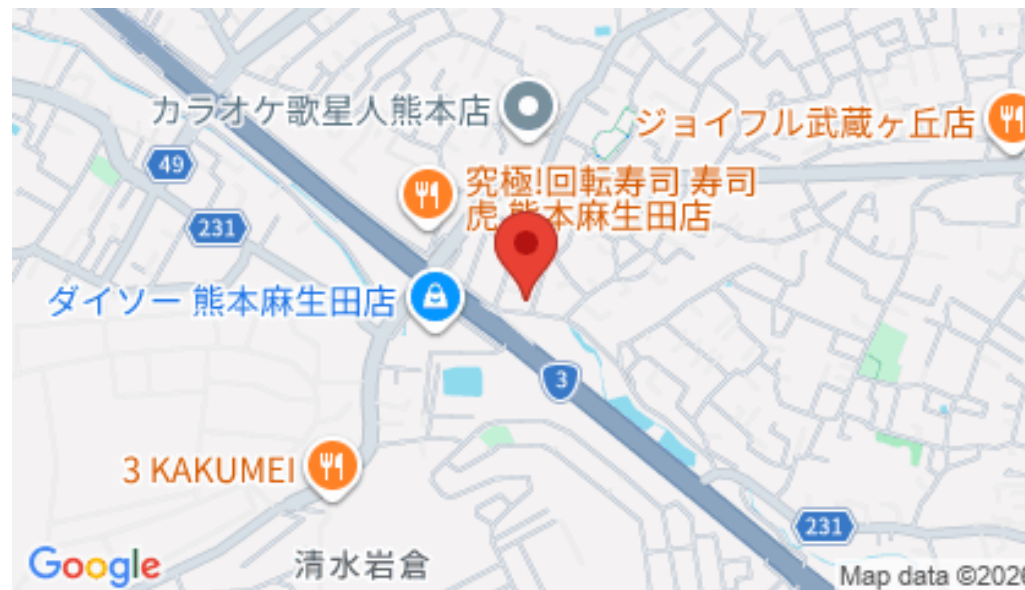 カラオケ歌星人熊本店
ジョイフル武蔵ヶ丘店
49
究極!回転寿司 寿司
虎 熊本麻生田店
231
ダイソー 熊本麻生田店
3
3 KAKUMEI
231
清水岩倉
Google
Map data ©2026